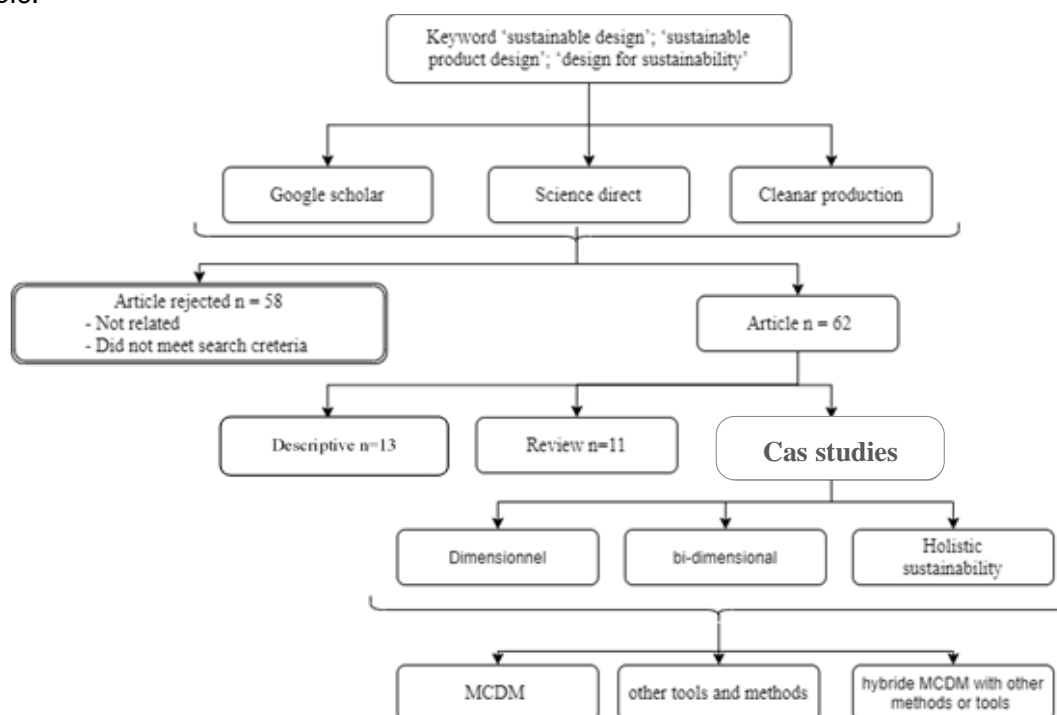 Keyword ‘sustainable design’; ‘sustainable
product design’; ‘design for sustainability’
Google scholar
Science direct
Cleanar production
Article rejected n = 58
- Not related
- Did not meet search creteria
Article n = 62
Descriptive n=13
Review n=11
Cas studies
Dimensionnel
bi-dimensional
Holistic
sustainability
MCDM
other tools and methods
hybride MCDM with other
methods or tools